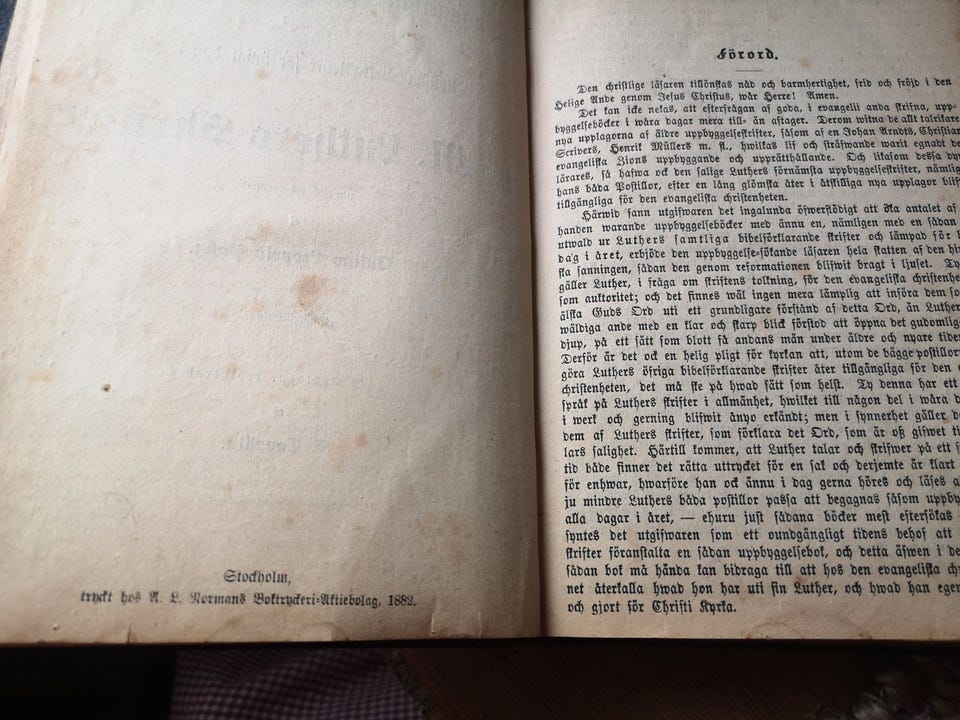 Stockholm,
tryckt hos A. L. Normans Boktryckeri-Aktiebolag, 1882.
Förord.
Den christlige läsaren tillönskas nåd och barmhertighet, frid och fröjd i den
Helige Ande genom Jesus Christus, wår Herre! Amen.
Det kan icke nekas, att efterfrågan af goda, i evangelii anda skrifna, upp-
byggelseböcker i wåra dagar mera till- än aftager. Derom witna de allt talrikare
nya upplagorna af äldre uppbyggelseskrifter, såsom af en Johan Arndts, Christian
Scrivers, Henrik Müllers m. fl., hwilkas lif och sträfwande warit egnadt
evangeliska Zions uppbyggande och upprätthållande. Och likasom dessa
lärares, så hafwa ock den salige Luthers förnämsta uppbyggelseskrifter, nämlig
hans båda Postillor, efter en lång glömska åter i åtskilliga nya upplagor
tillgängliga för den evangeliska christenheten.
Härwid fann utgifwaren det ingalunda öfwerflödigt att öka antalet af
handen warande uppbyggelseböcker med ännu en, nämligen med en sådan
utwald ur Luthers samtliga bibelförklarande skrifter och lämpad för
dag i året, erbjöde den uppbyggelse-sökande läsaren hela skatten af den
ska sanningen, sådan den genom reformationen blifwit bragt i ljuset. Ty
gäller Luther, i fråga om skriftens tolkning, för den evangeliska christenhe
som auktoritet; och det finnes wäl ingen mera lämplig att införa dem
älska Guds Ord uti ett grundligare förstånd af detta Ord, än Luther
wäldiga ande med en klar och skarp blick förstod att öppna det gudomlig
djup, på ett sätt som blott få andans män under äldre och nyare tide
Derför är det ock en helig pligt för kyrkan att, utom de bägge postillor
göra Luthers öfriga bibelförklarande skrifter åter tillgängliga för den
christenheten, det må ske på hwad sätt som helst. Ty denna har ett
språk på Luthers skrifter i allmänhet, hwilket till någon del i wåra
i werk och gerning blifwit ånyo erkändt; men i synnerhet gäller
dem af Luthers skrifter, som förklara det Ord, som är oß gifwet
lars salighet. Härtill kommer, att Luther talar och skrifwer på ett
tid både finner det rätta uttrycket för en sak och derjemte är klart
för enhwar, hwarföre han ock ännu i dag gerna höres och läses
ju mindre Luthers båda postillor passa att begagnas såsom uppby
alla dagar i året, — ehuru just sådana böcker mest eftersökas
syntes det utgifwaren som ett oundgängligt tidens behof att
skrifter föranstalta en sådan uppbyggelsebok, och detta äfwen i
sådan bok må hända kan bidraga till att hos den evangeliska
net återkalla hwad hon har uti sin Luther, och hwad han eger
och gjort för Christi Kyrka.